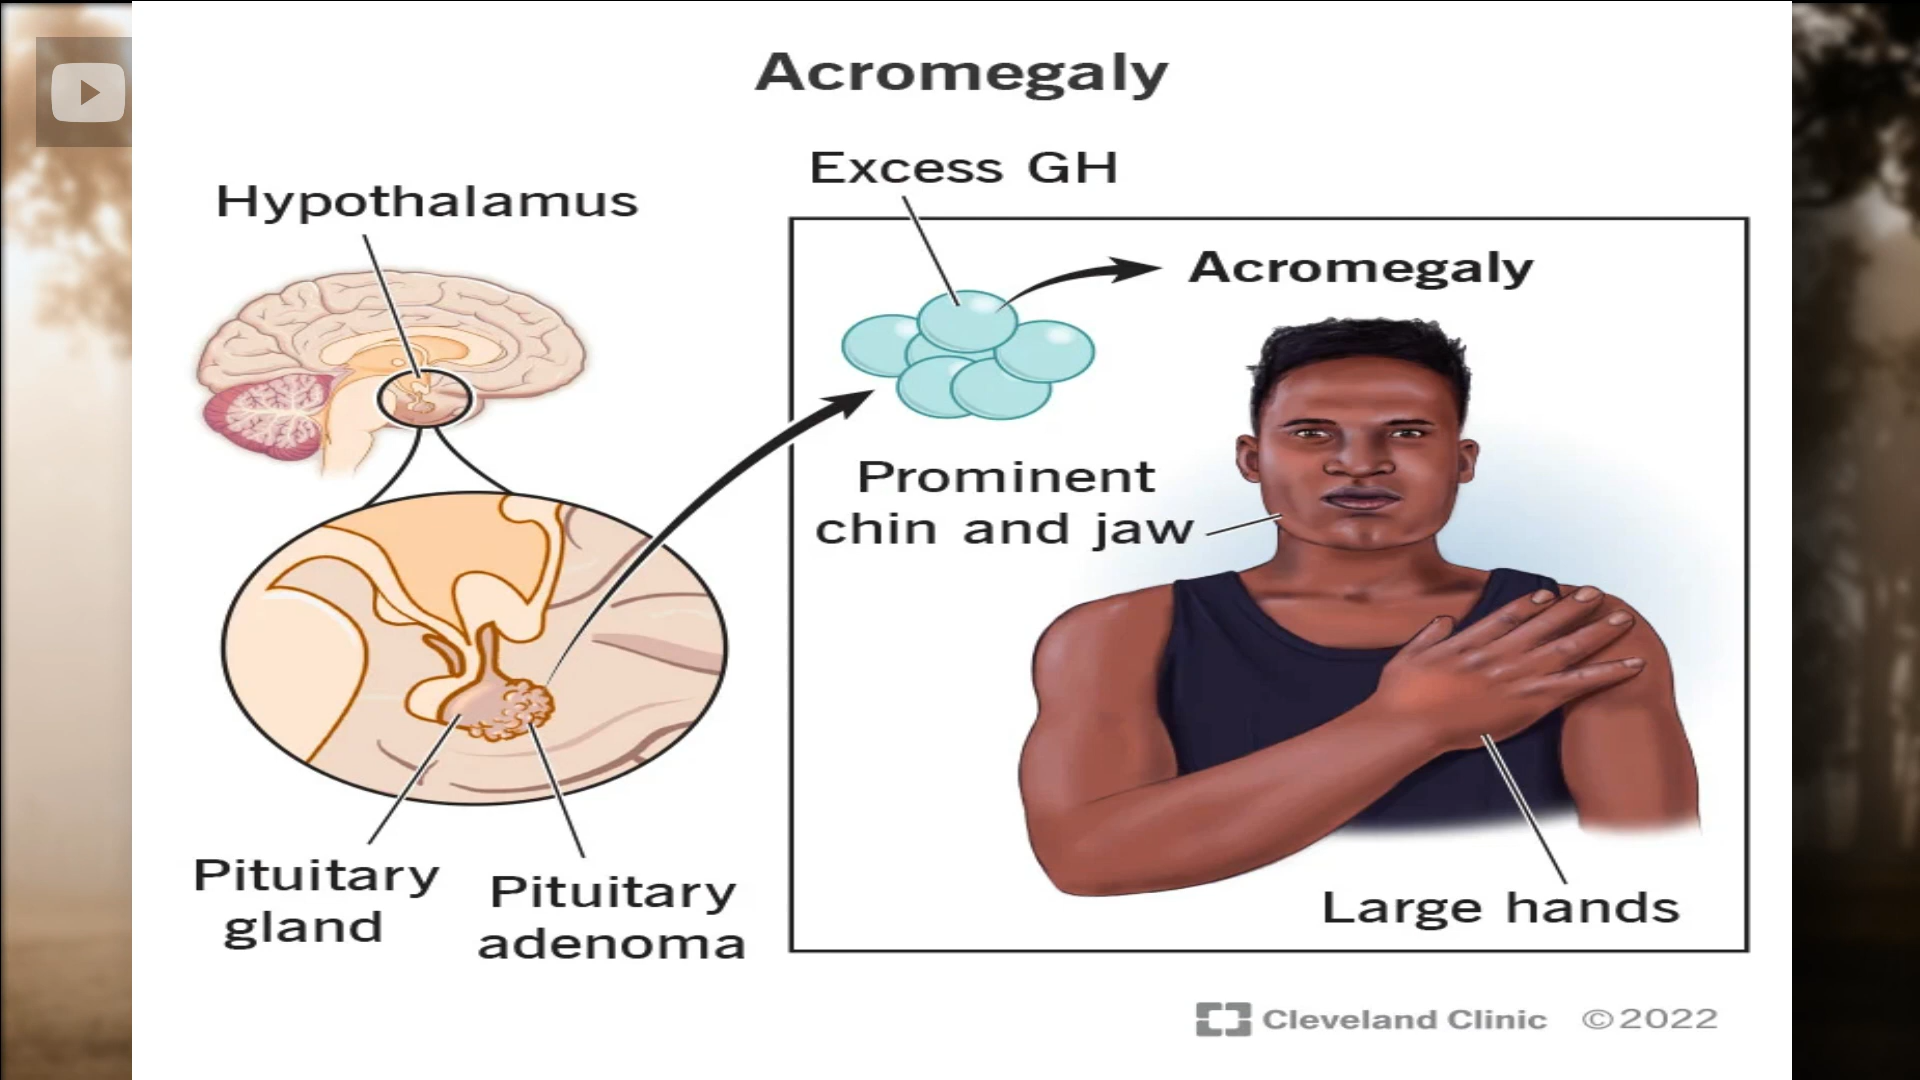 Acromegaly
Excess GH
Hypothalamus
Acromegaly
Prominent
chin and jaw
Pituitary
gland
Pituitary
adenoma
Large hands
Cleveland Clinic ©2022